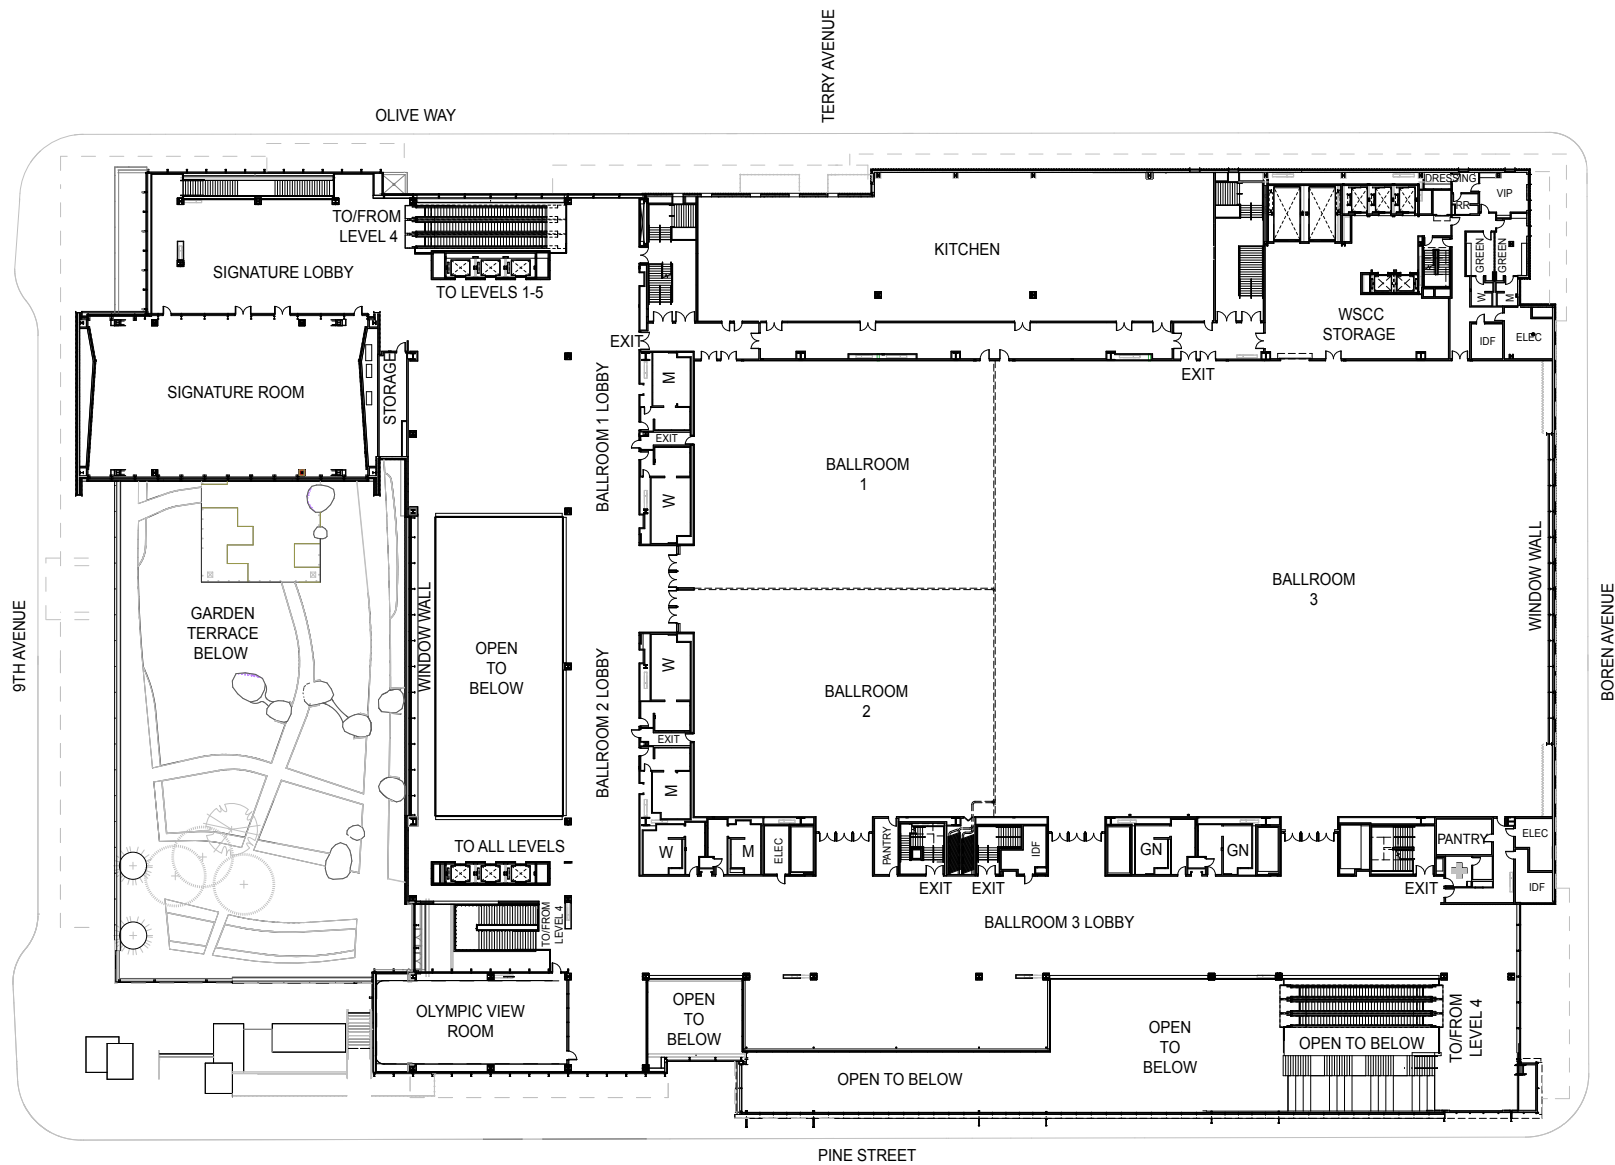 TERRY AVENUE
OLIVE WAY
DRESSING
VIP
RR
TO/FROM
LEVEL 4
KITCHEN
GREEN
GREEN
SIGNATURE LOBBY
TO LEVELS 1-5
W
M
WSCC
STORAGE
EXIT
IDF
ELEC
EXIT
SIGNATURE ROOM
STORAGE
BALLROOM 1 LOBBY
M
EXIT
BALLROOM
1
W
WINDOW WALL
BALLROOM
3
WINDOW WALL
9TH AVENUE
BOREN AVENUE
GARDEN
TERRACE
BELOW
OPEN
TO
BELOW
BALLROOM 2 LOBBY
W
BALLROOM
2
EXIT
M
TO ALL LEVELS
W
M
ELEC
PANTRY
IDF
GN
GN
PANTRY
ELEC
IDF
EXIT
EXIT
EXIT
TO/FROM
LEVEL 4
BALLROOM 3 LOBBY
OLYMPIC VIEW
ROOM
OPEN
TO
BELOW
OPEN
TO
BELOW
OPEN TO BELOW
TO/FROM
LEVEL 4
OPEN TO BELOW
PINE STREET